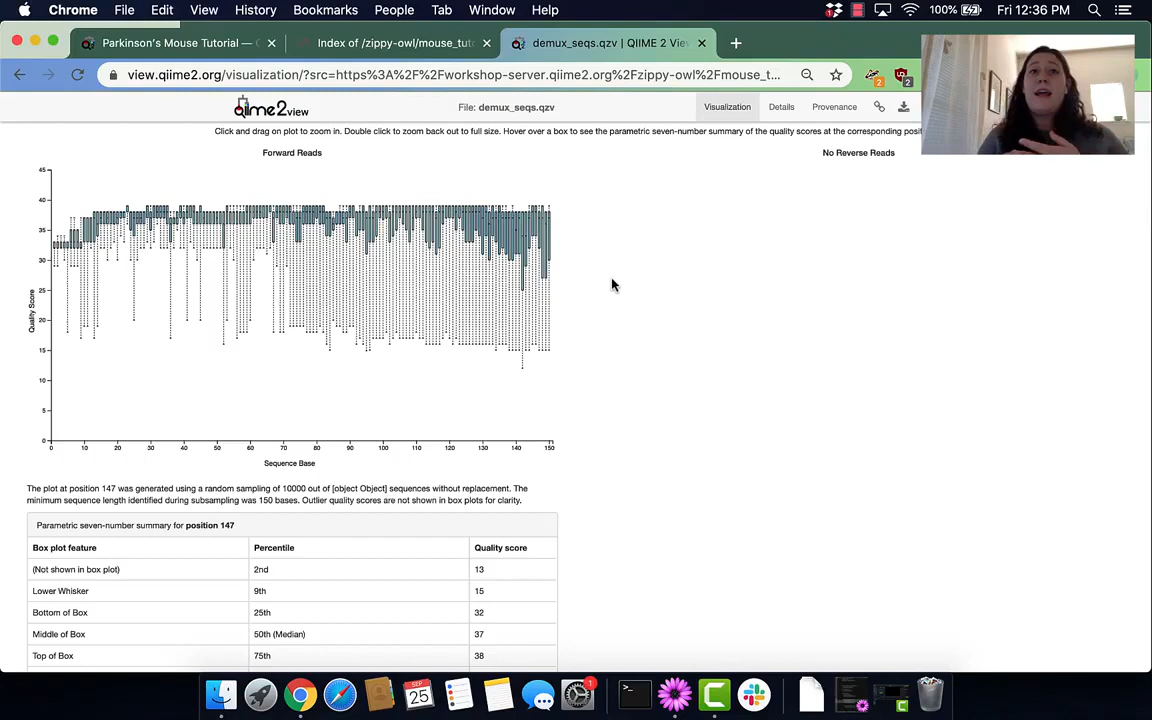 Chrome File Edit View History Bookmarks People Tab Window Help 100% Fri 12:36 PM
Parkinson's Mouse Tutorial — Index of /zippy-owl/mouse_tut demux_seqs.qzv | QIIME 2 View
view.qiime2.org/visualization/?src=https%3A%2F%2Fworkshop-server.qiime2.org%2Fzippy-owl%2Fmouse_t... 2 2
qiime2view File: demux_seqs.qzv Visualization Details Provenance
Click and drag on plot to zoom in. Double click to zoom back out to full size. Hover over a box to see the parametric seven-number summary of the quality scores at the corresponding
Forward Reads No Reverse Reads
45
40
35
30
25
20
15
10
5
0
Quality Score
0 10 20 30 40 50 60 70 80 90 100 110 120 130 140 150
Sequence Base
The plot at position 147 was generated using a random sampling of 10000 out of [object Object] sequences without replacement. The
minimum sequence length identified during subsampling was 150 bases. Outlier quality scores are not shown in box plots for clarity.
Parametric seven-number summary for position 147
Box plot feature Percentile Quality score
(Not shown in box plot) 2nd 13
Lower Whisker 9th 15
Bottom of Box 25th 32
Middle of Box 50th (Median) 37
Top of Box 75th 38
SEP
25
1